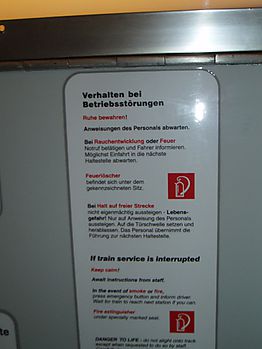 Verhalten bei
Betriebsstörungen
Ruhe bewahren!
Anweisungen des Personals abwarten.
Bei Rauchentwicklung oder Feuer
Notruf betätigen und Fahrer informieren.
Möglichst Einfahrt in die nächste
Haltestelle abwarten.
Feuerlöscher
befindet sich unter dem
gekennzeichneten Sitz.
Bei Halt auf freier Strecke
nicht eigenmächtig aussteigen - Lebens-
gefahr! Nur auf Anweisung des Personals
aussteigen. Auf die Türschwelle setzen und
herablassen. Das Personal übernimmt die
Führung zur nächsten Haltestelle.
If train service is interrupted
Keep calm!
Await instructions from staff.
In the event of smoke or fire,
press emergency button and inform driver.
Wait for train to reach next station if you can.
Fire extinguisher
under specially marked seat.
DANGER TO LIFE - do not alight onto track
except when requested to do so by staff
te